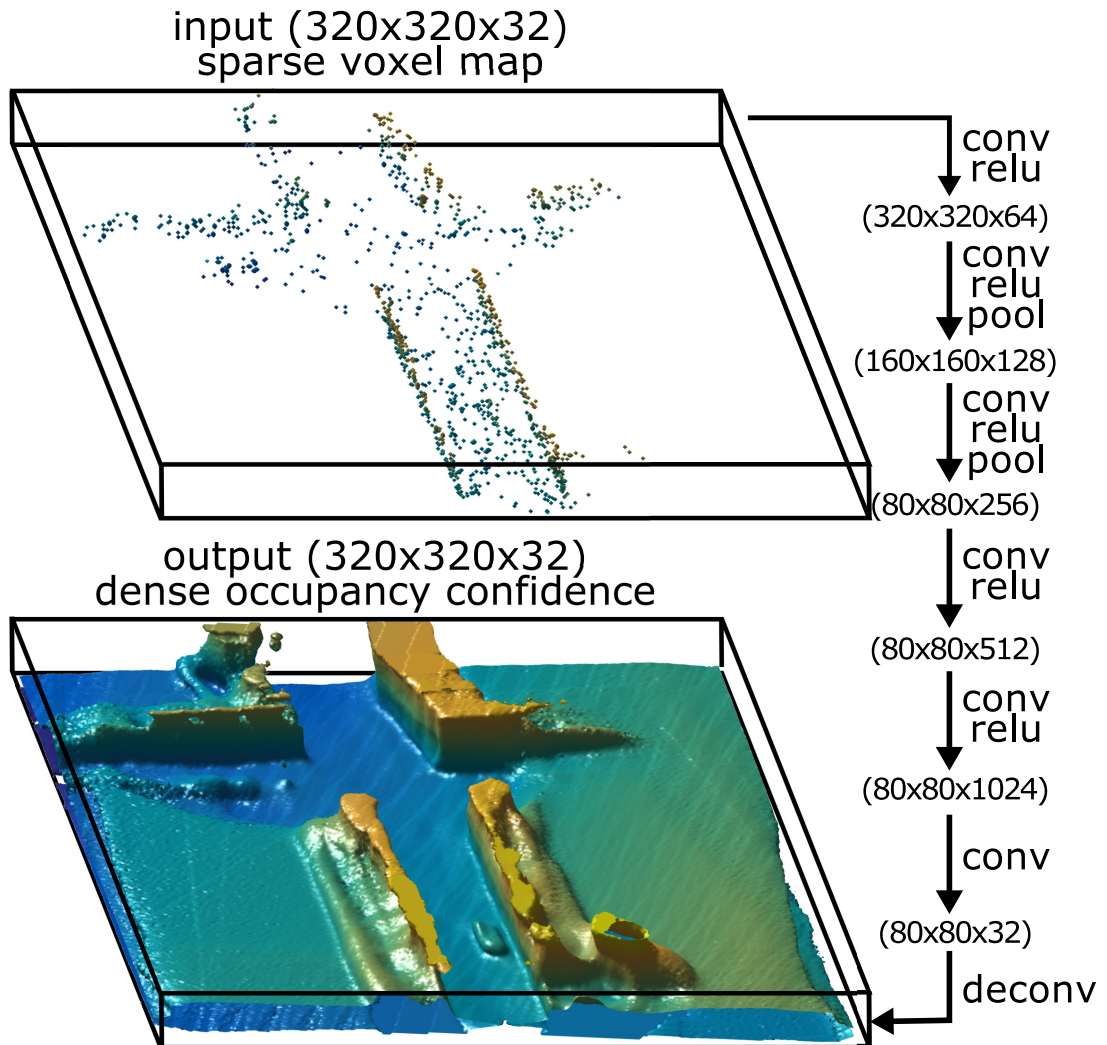 input (320x320x32)
sparse voxel map
conv
relu
(320x320x64)
conv
relu
pool
(160x160x128)
conv
relu
pool
(80x80x256)
conv
relu
(80x80x512)
conv
relu
(80x80x1024)
conv
(80x80x32)
deconv
output (320x320x32)
dense occupancy confidence